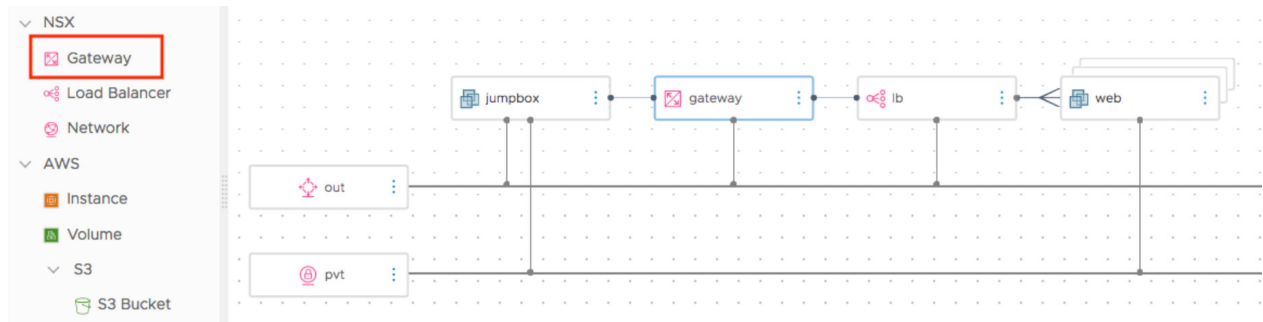 NSX
Gateway
Load Balancer
Network
AWS
Instance
Volume
S3
S3 Bucket
jumpbox
gateway
lb
web
out
pvt